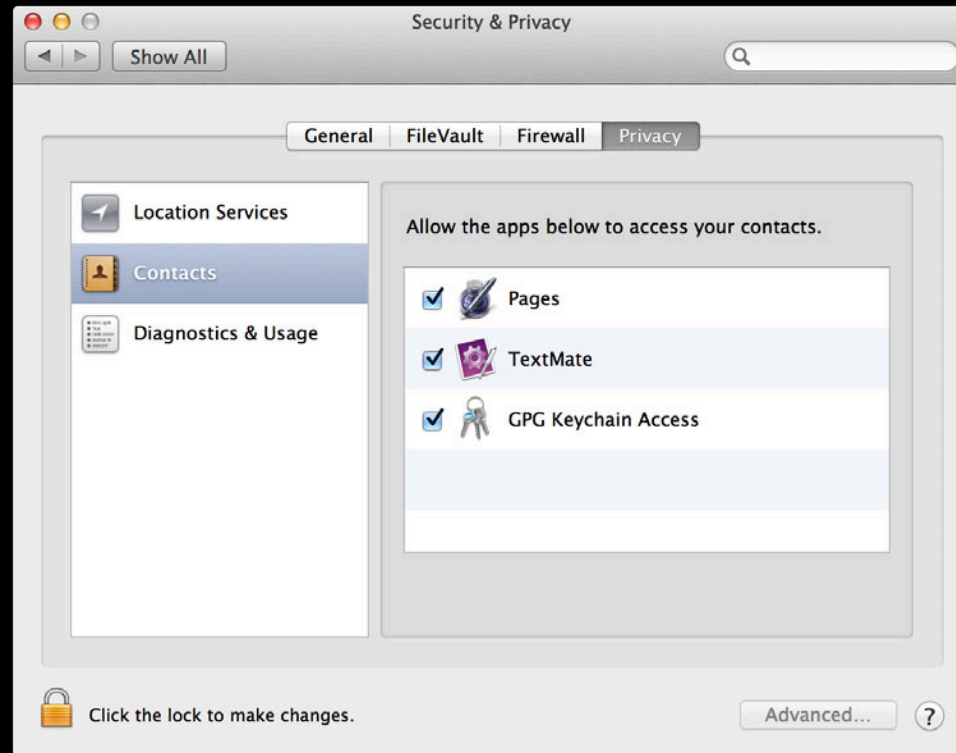 Security & Privacy
Show All
General FileVault Firewall Privacy
Location Services
Contacts
Diagnostics & Usage
Allow the apps below to access your contacts.
Pages
TextMate
GPG Keychain Access
Click the lock to make changes.
Advanced... ?